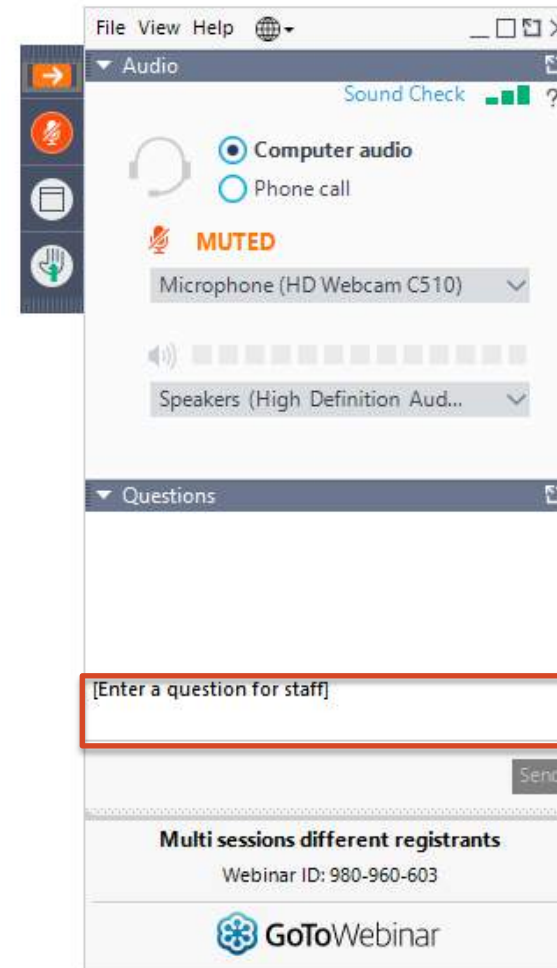 File View Help
Audio
Sound Check ?
Computer audio
Phone call
MUTED
Microphone (HD Webcam C510)
Speakers (High Definition Aud...
Questions
[Enter a question for staff]
Send
Multi sessions different registrants
Webinar ID: 980-960-603
GoToWebinar